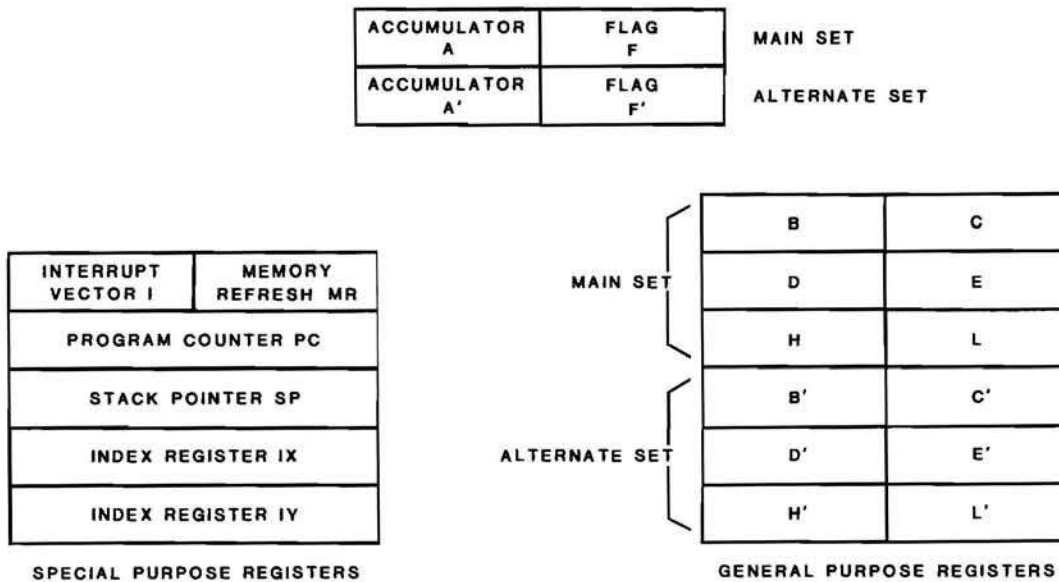 ACCUMULATOR
A
FLAG
F
MAIN SET
ACCUMULATOR
A'
FLAG
F'
ALTERNATE SET
INTERRUPT
VECTOR I
MEMORY
REFRESH MR
PROGRAM COUNTER PC
STACK POINTER SP
INDEX REGISTER IX
INDEX REGISTER IY
SPECIAL PURPOSE REGISTERS
MAIN SET
B
C
D
E
H
L
ALTERNATE SET
B'
C'
D'
E'
H'
L'
GENERAL PURPOSE REGISTERS